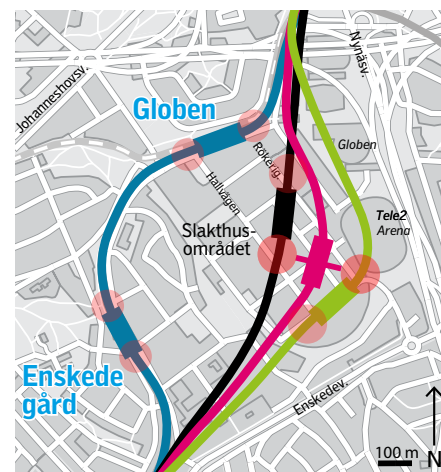 Johanneshovsv.
Nynäsv.
Globen
Rökerig.
Hallvägen
Globen
Slakthus-
området
Tele2
Arena
Enskede
gård
Enskedev.
100 m
N